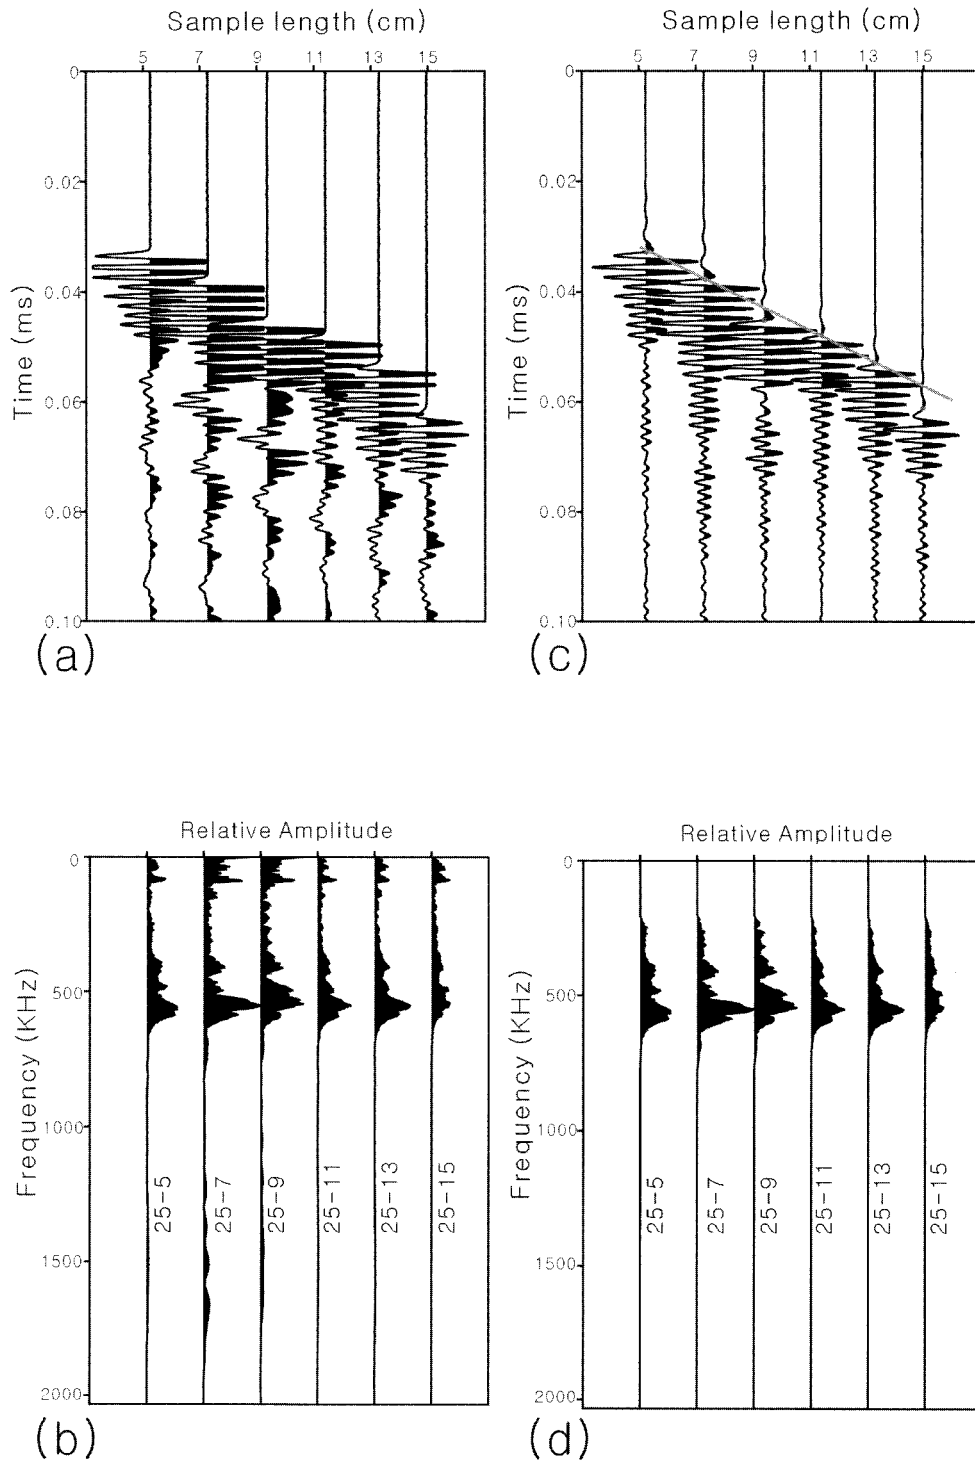 Sample length (cm)
5 7 9 11 13 15
0
0.02
0.04
0.06
0.08
0.10
Time (ms)
(a)
Sample length (cm)
5 7 9 11 13 15
0
0.02
0.04
0.06
0.08
0.10
Time (ms)
(c)
Relative Amplitude
0
500
1000
1500
2000
Frequency (KHz)
25-5
25-7
25-9
25-11
25-13
25-15
(b)
Relative Amplitude
0
500
1000
1500
2000
Frequency (KHz)
25-5
25-7
25-9
25-11
25-13
25-15
(d)